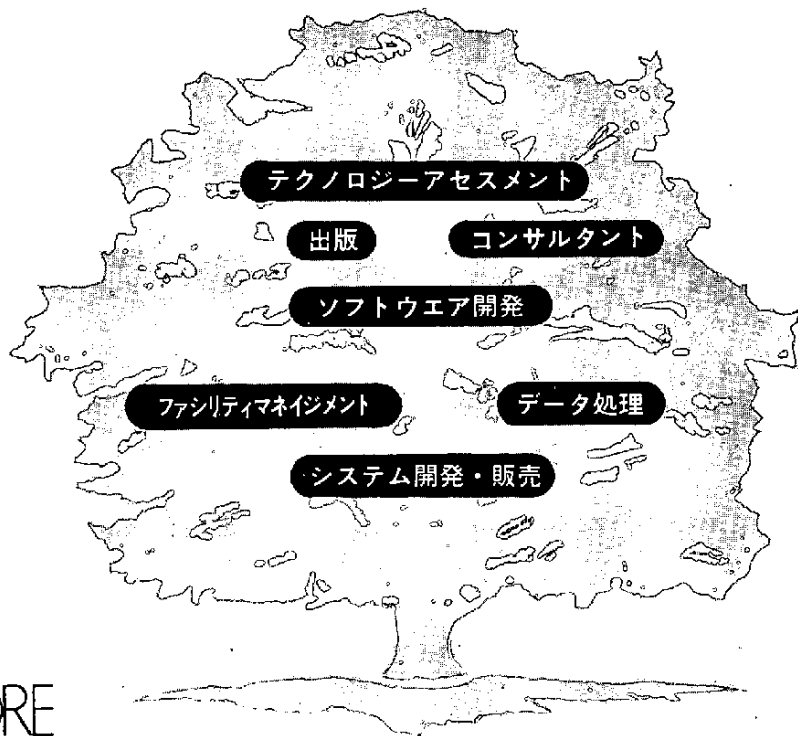 テクノロジーアセスメント
出版
コンサルタント
ソフトウエア開発
ファシリティマネイジメント
データ処理
システム開発・販売
RE